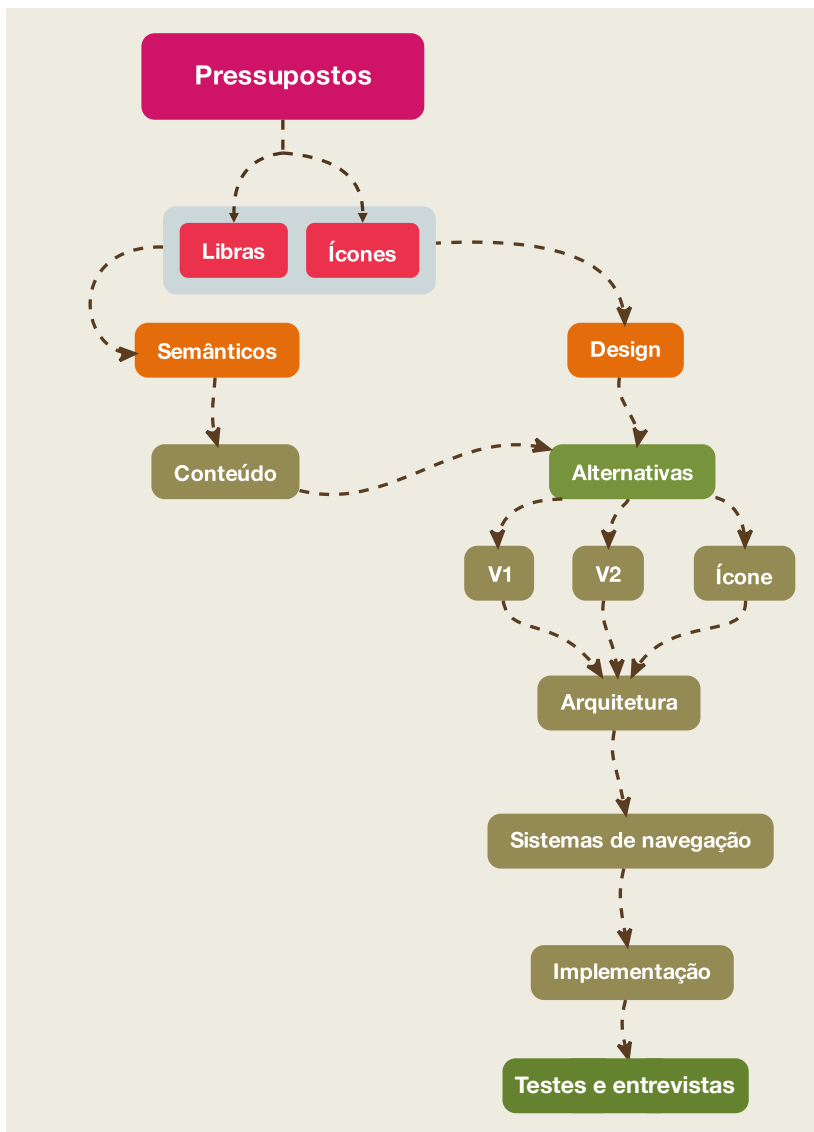 Pressupostos
Libras
Ícones
Semânticos
Design
Conteúdo
Alternativas
V1
V2
Ícone
Arquitetura
Sistemas de navegação
Implementação
Testes e entrevistas